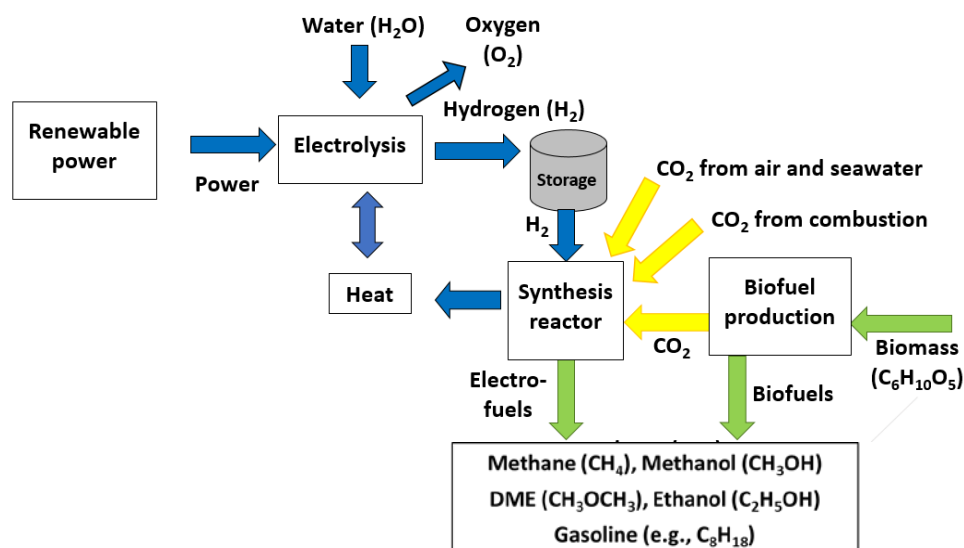 Water (H₂O)
Oxygen
(O₂)
Renewable
power
Power
Electrolysis
Hydrogen (H₂)
Storage
H₂
CO₂ from air and seawater
CO₂ from combustion
Heat
Synthesis
reactor
Biofuel
production
CO₂
Biomass
(C₆H₁₀O₅)
Electro-
fuels
Biofuels
Methane (CH₄), Methanol (CH₃OH)
DME (CH₃OCH₃), Ethanol (C₂H₅OH)
Gasoline (e.g., C₈H₁₈)